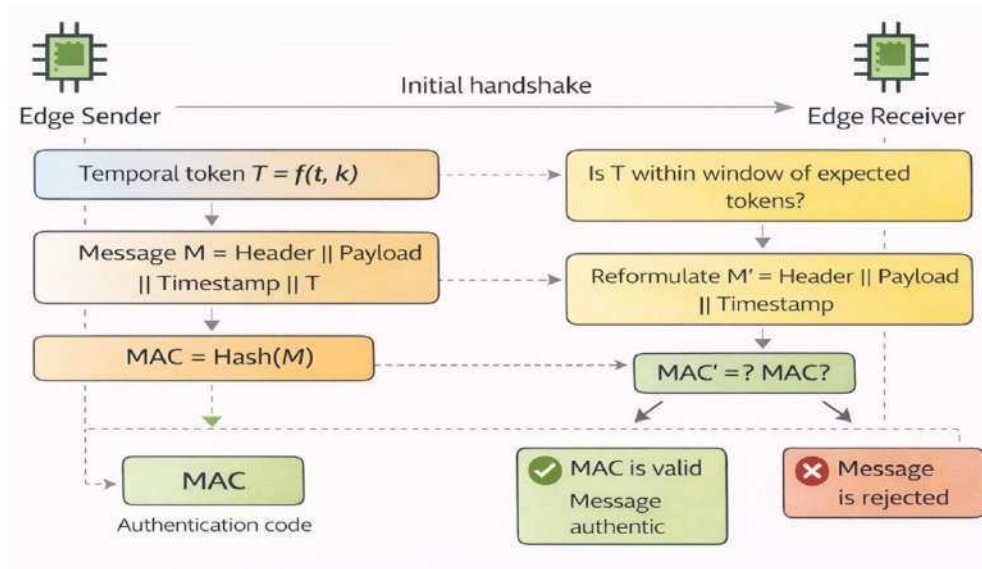 Initial handshake
Edge Sender
Edge Receiver
Temporal token T = f(t, k)
Is T within window of expected
tokens?
Message M = Header || Payload
|| Timestamp || T
Reformulate M' = Header || Payload
|| Timestamp
MAC = Hash(M)
MAC' =? MAC?
MAC
Authentication code
MAC is valid
Message
authentic
Message
is rejected